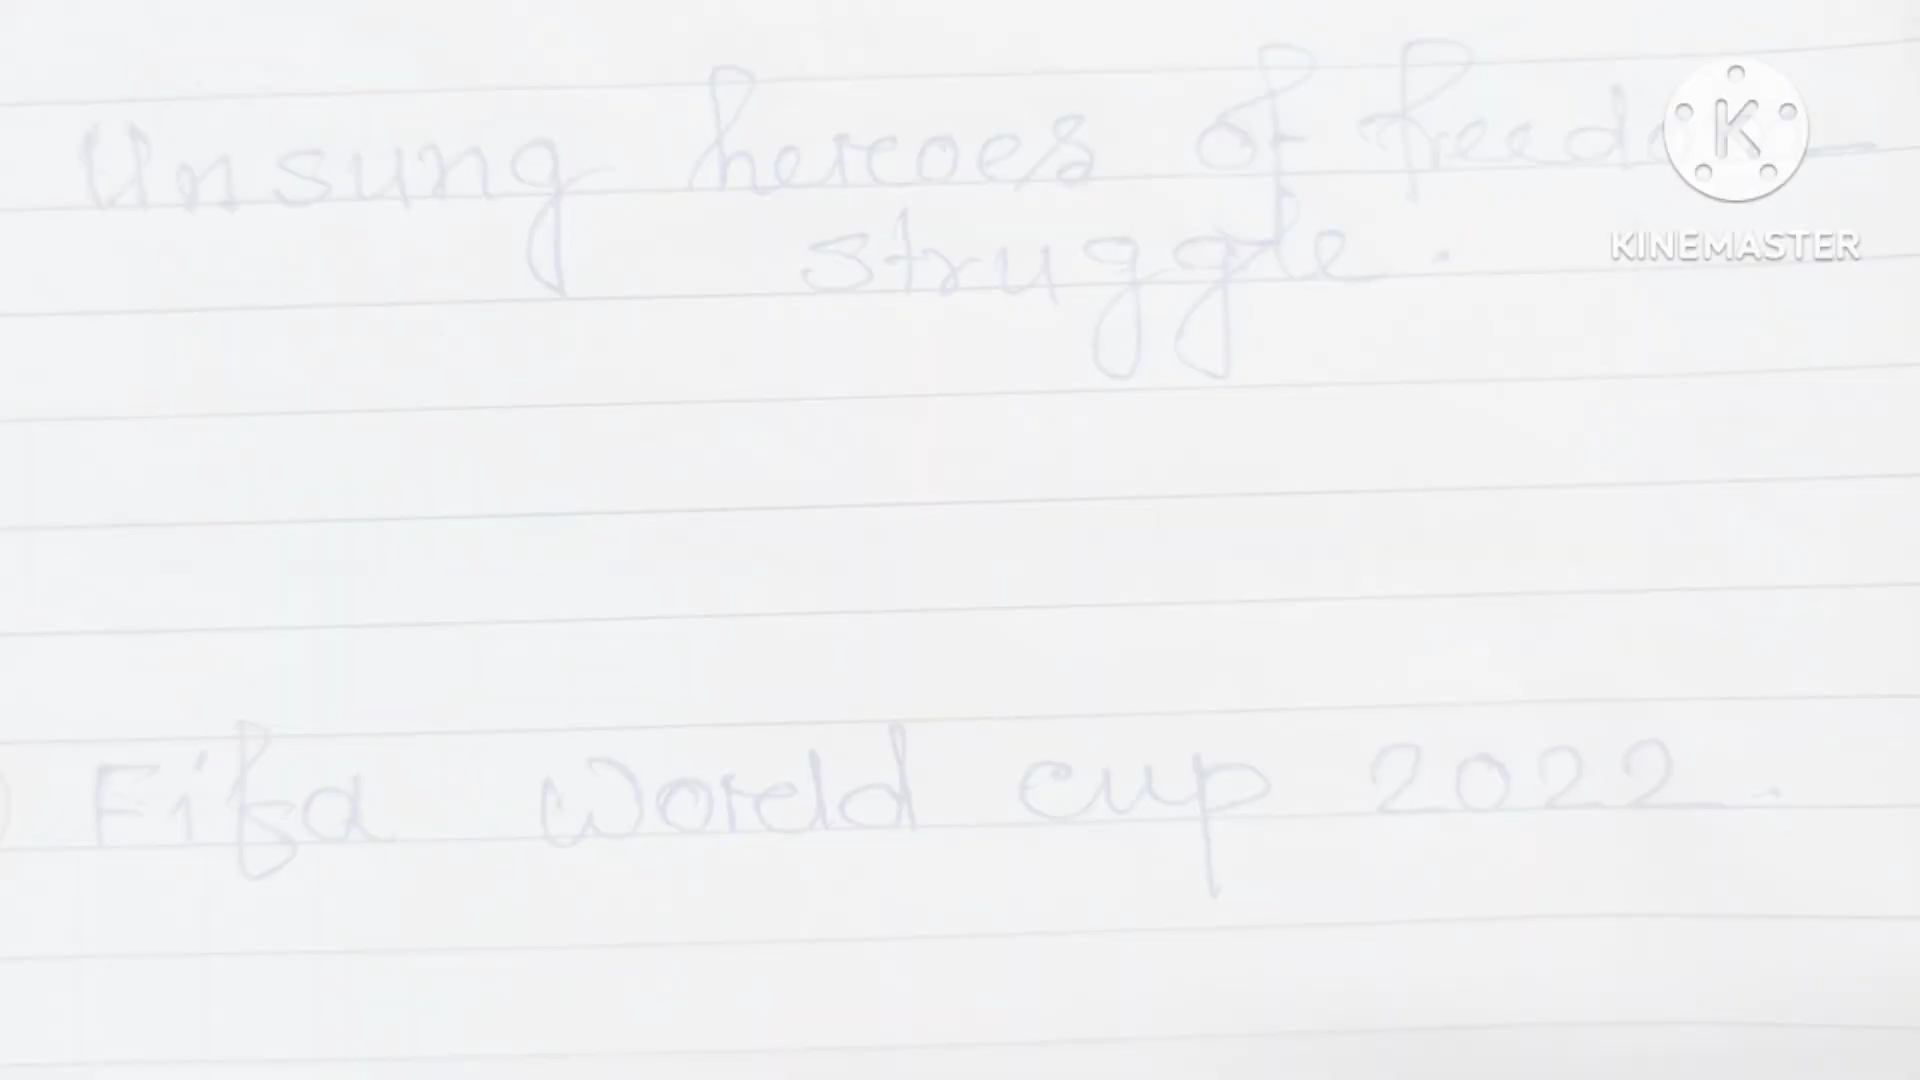 Unsung heroes of freedom
K
KINEMASTER
struggle.
Fifa World cup 2022.